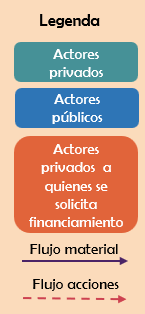 Legenda
Actores
privados
Actores
públicos
Actores
privados a
quienes se
solicita
financiamiento
Flujo material
Flujo acciones